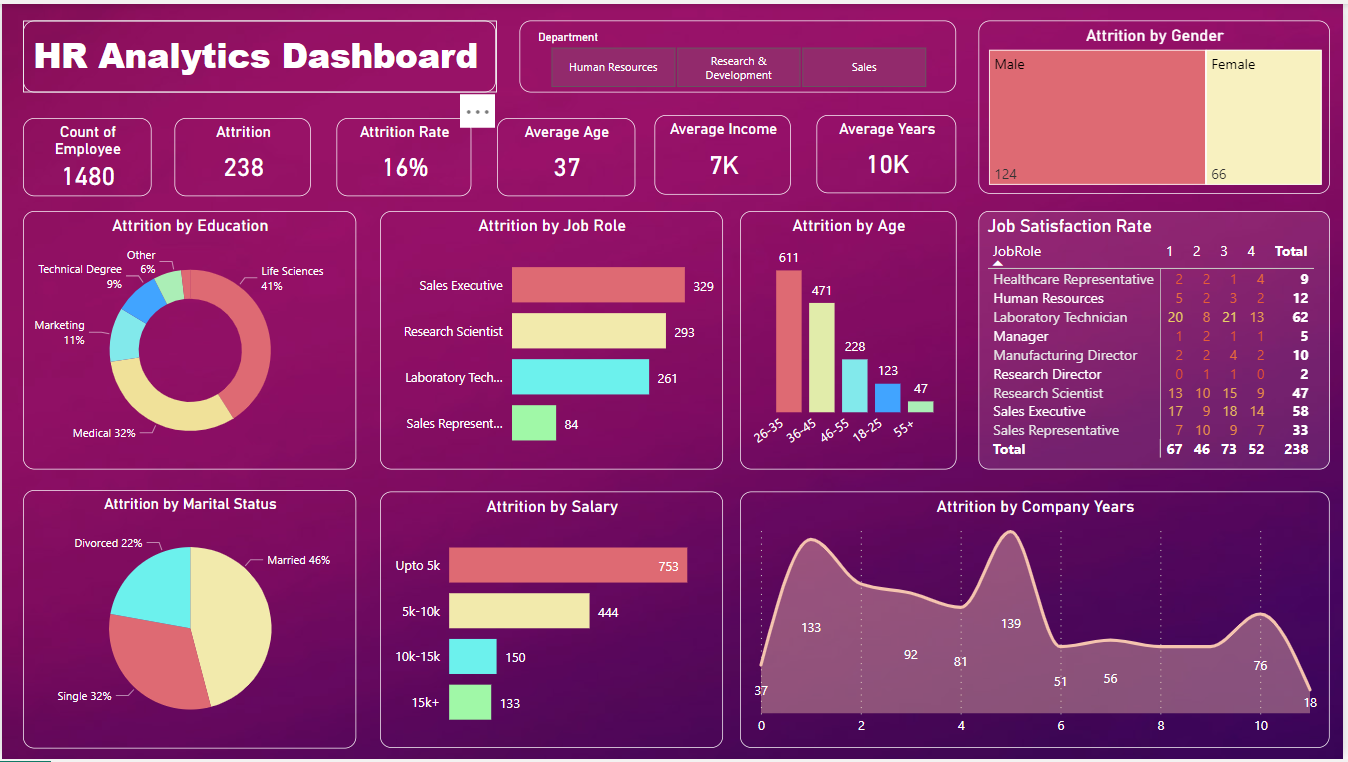 HR Analytics Dashboard
Department
Human Resources
Research &
Development
Sales
Attrition by Gender
Male
Female
124
66
Count of
Employee
1480
Attrition
238
Attrition Rate
16%
Average Age
37
Average Income
7K
Average Years
10K
Attrition by Education
Other
6%
Technical Degree
9%
Life Sciences
41%
Marketing
11%
Medical 32%
Attrition by Job Role
Sales Executive 329
Research Scientist 293
Laboratory Tech... 261
Sales Represent... 84
Attrition by Age
611
471
228
123
47
26-35
36-45
46-55
18-25
55+
Job Satisfaction Rate
JobRole 1 2 3 4 Total
Healthcare Representative 2 2 1 4 9
Human Resources 5 2 3 2 12
Laboratory Technician 20 8 21 13 62
Manager 1 2 1 1 5
Manufacturing Director 2 2 4 2 10
Research Director 0 1 1 0 2
Research Scientist 13 10 15 9 47
Sales Executive 17 9 18 14 58
Sales Representative 7 10 9 7 33
Total 67 46 73 52 238
Attrition by Marital Status
Divorced 22%
Married 46%
Single 32%
Attrition by Salary
Upto 5k 753
5k-10k 444
10k-15k 150
15k+ 133
Attrition by Company Years
37
133
92
81
139
51
56
76
18
0 2 4 6 8 10